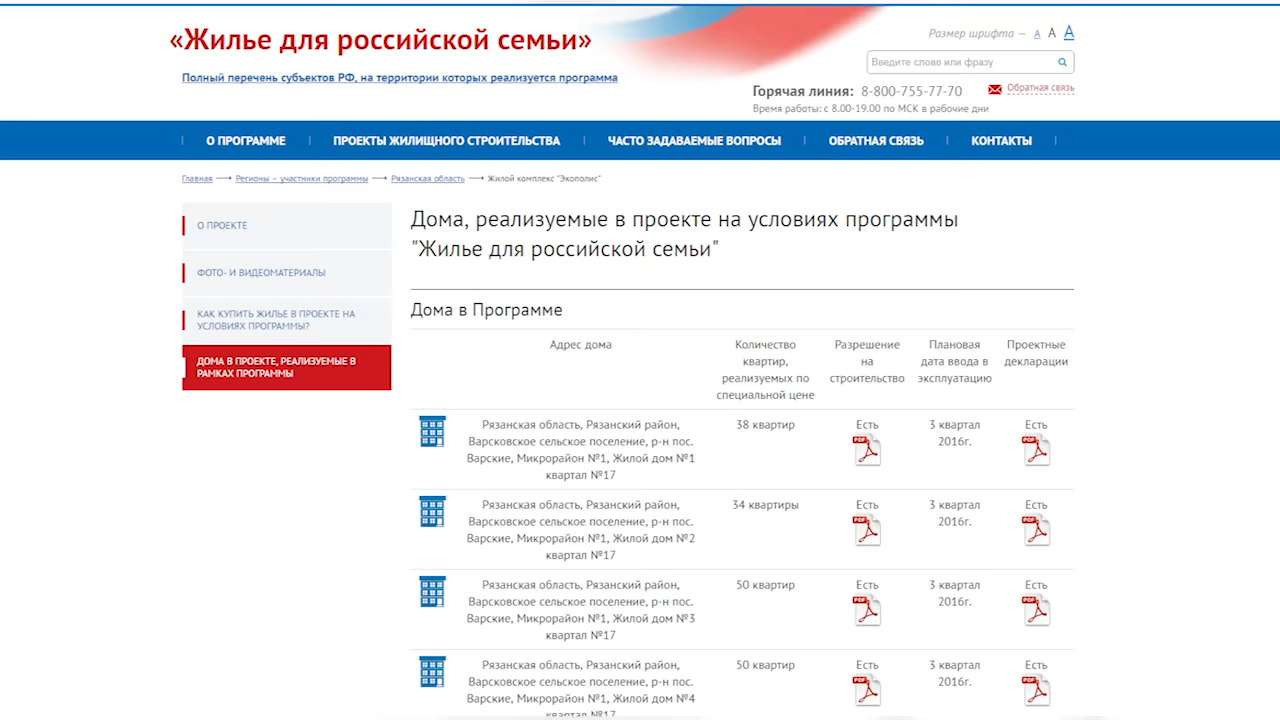 «Жилье для российской семьи»
Полный перечень субъектов РФ, на территории которых реализуется программа
Размер шрифта — А А А
Введите слово или фразу
Горячая линия: 8-800-755-77-70
Обратная связь
Время работы: с 8.00-19.00 по МСК в рабочие дни
О ПРОГРАММЕ
ПРОЕКТЫ ЖИЛИЩНОГО СТРОИТЕЛЬСТВА
ЧАСТО ЗАДАВАЕМЫЕ ВОПРОСЫ
ОБРАТНАЯ СВЯЗЬ
КОНТАКТЫ
Главная → Регионы – участники программы → Рязанская область → Жилой комплекс "Экополис"
О ПРОЕКТЕ
ФОТО- И ВИДЕОМАТЕРИАЛЫ
КАК КУПИТЬ ЖИЛЬЕ В ПРОЕКТЕ НА
УСЛОВИЯХ ПРОГРАММЫ?
ДОМА В ПРОЕКТЕ, РЕАЛИЗУЕМЫЕ В
РАМКАХ ПРОГРАММЫ
Дома, реализуемые в проекте на условиях программы
"Жилье для российской семьи"
Дома в Программе
Адрес дома
Количество
квартир,
реализуемых по
специальной цене
Разрешение
на
строительство
Плановая
дата ввода в
эксплуатацию
Проектные
декларации
Рязанская область, Рязанский район,
Варсковское сельское поселение, р-н пос.
Варские, Микрорайон №1, Жилой дом №1
квартал №17
38 квартир
Есть
PDF
3 квартал
2016г.
Есть
PDF
Рязанская область, Рязанский район,
Варсковское сельское поселение, р-н пос.
Варские, Микрорайон №1, Жилой дом №2
квартал №17
34 квартиры
Есть
PDF
3 квартал
2016г.
Есть
PDF
Рязанская область, Рязанский район,
Варсковское сельское поселение, р-н пос.
Варские, Микрорайон №1, Жилой дом №3
квартал №17
50 квартир
Есть
PDF
3 квартал
2016г.
Есть
PDF
Рязанская область, Рязанский район,
Варсковское сельское поселение, р-н пос.
Варские, Микрорайон №1, Жилой дом №4
квартал №17
50 квартир
Есть
PDF
3 квартал
2016г.
Есть
PDF